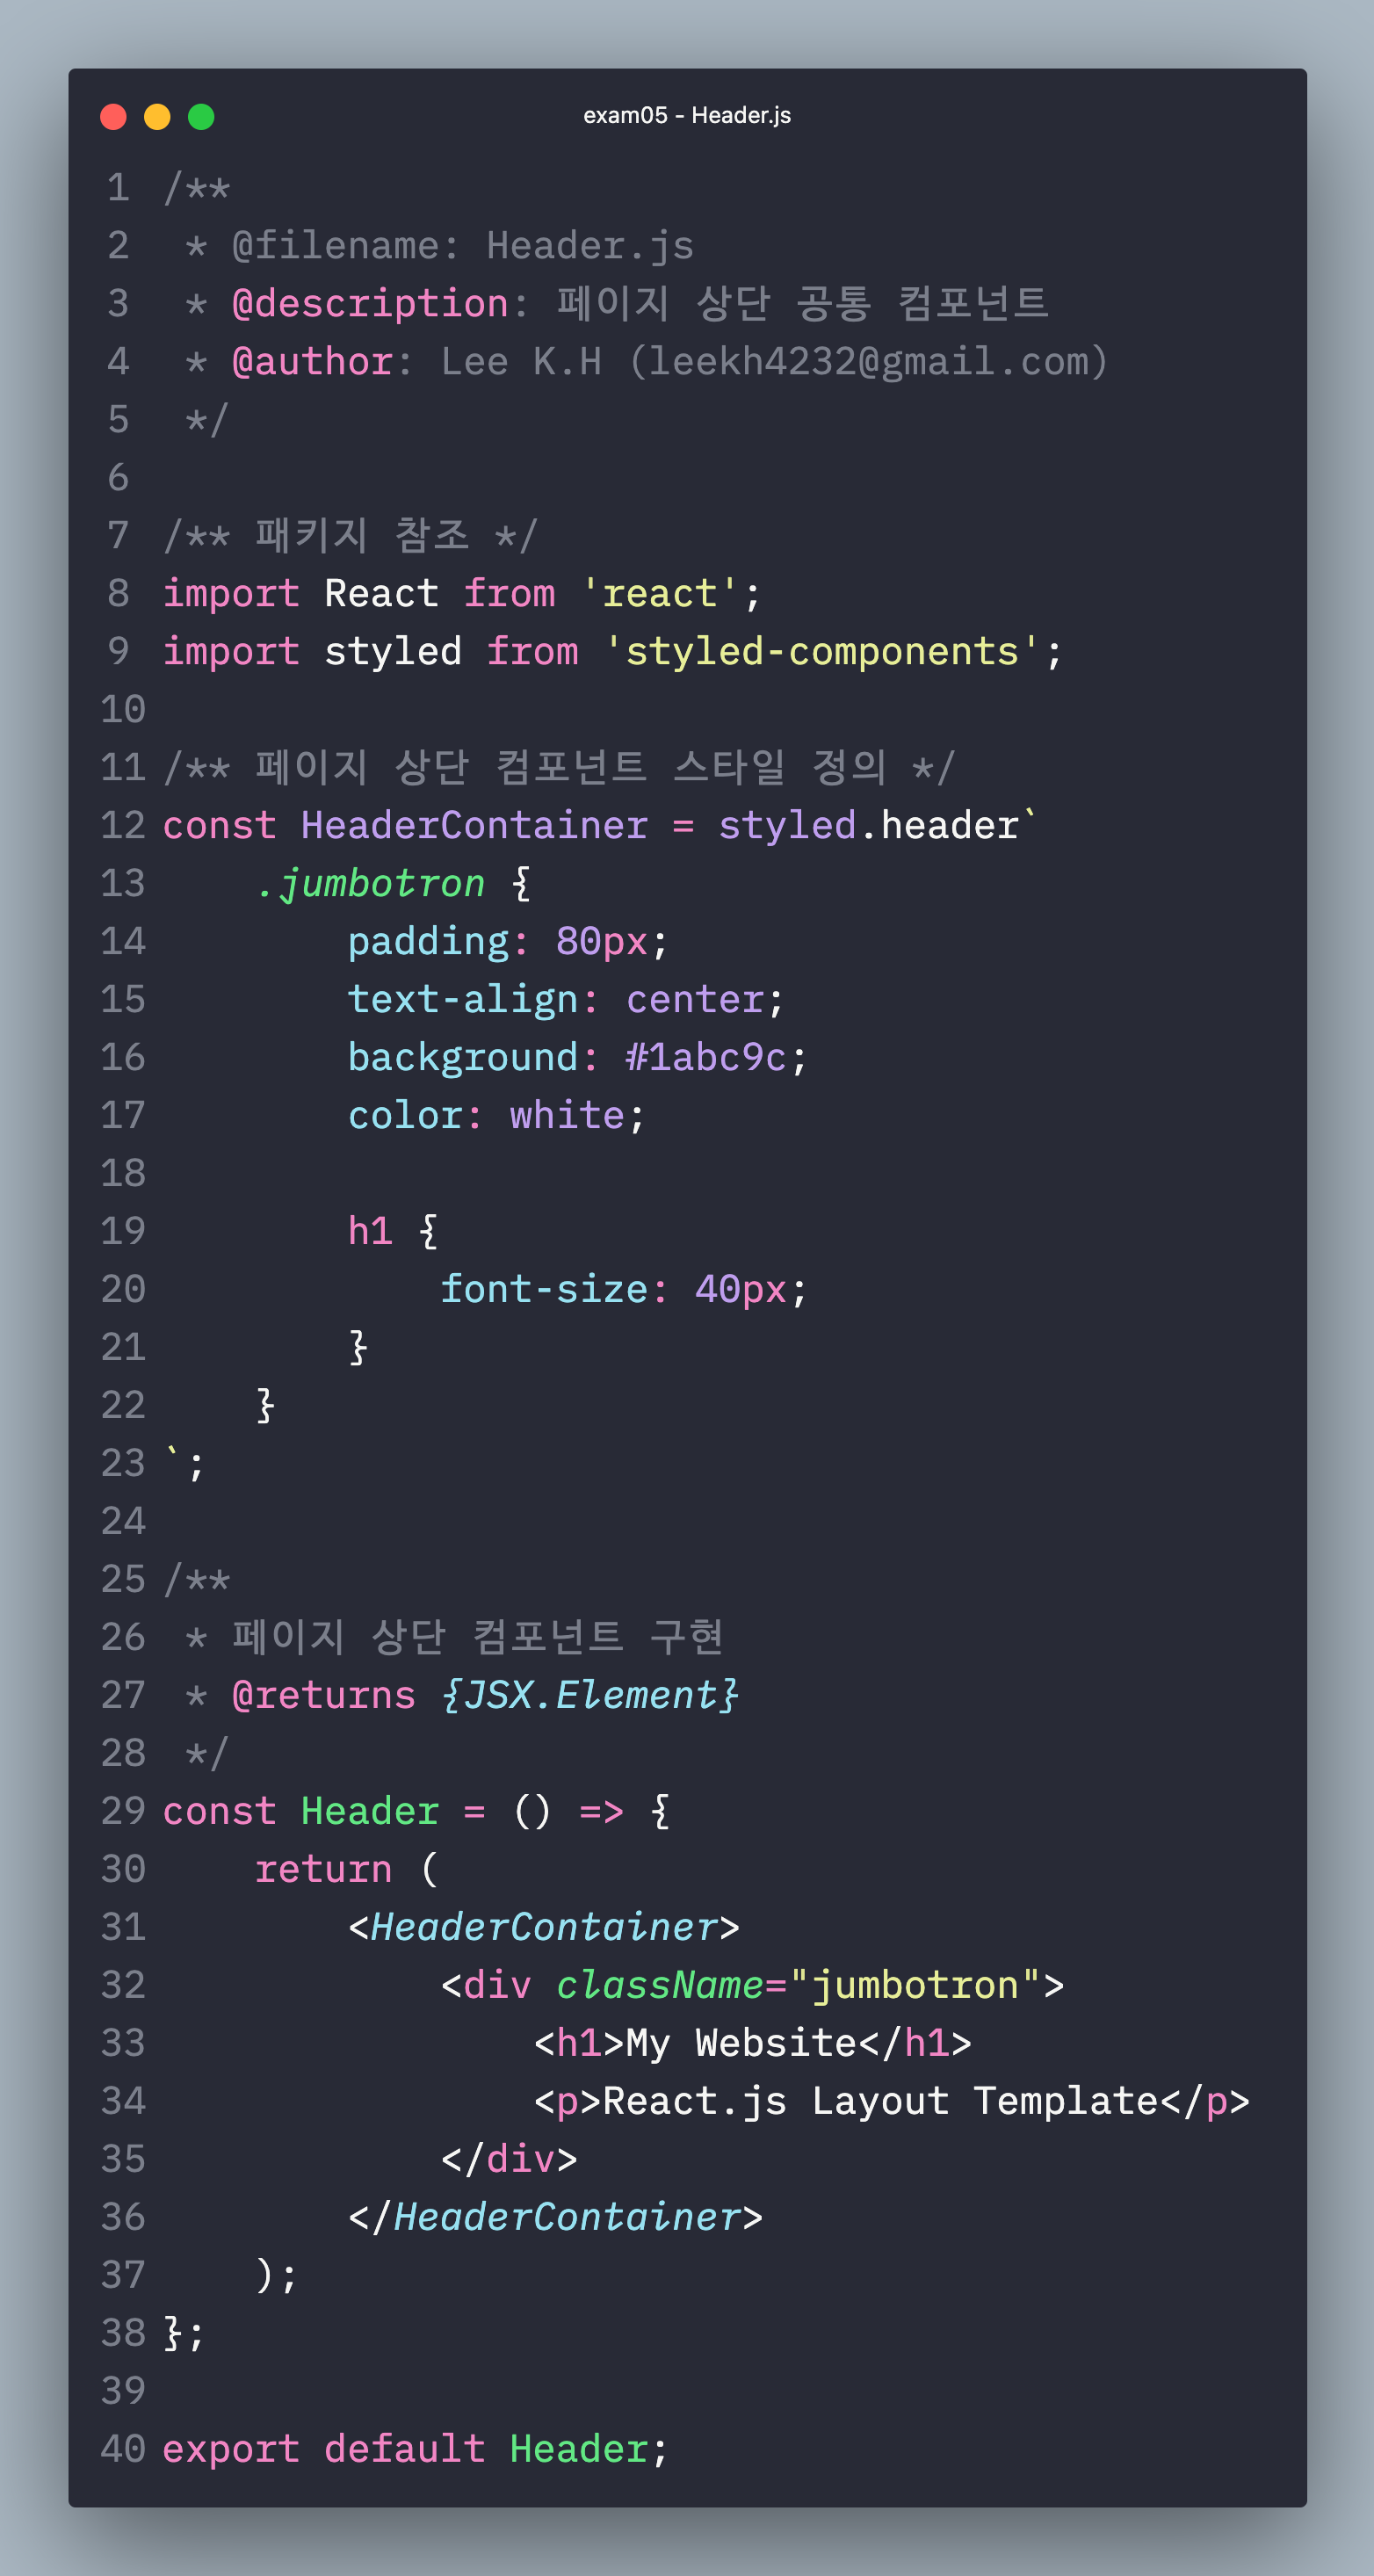 exam05 - Header.js
1 /**
2  * @filename: Header.js
3  * @description: 페이지 상단 공통 컴포넌트
4  * @author: Lee K.H (leekh4232@gmail.com)
5  */
6
7 /** 패키지 참조 */
8 import React from 'react';
9 import styled from 'styled-components';
10
11 /** 페이지 상단 컴포넌트 스타일 정의 */
12 const HeaderContainer = styled.header`
13     .jumbotron {
14         padding: 80px;
15         text-align: center;
16         background: #1abc9c;
17         color: white;
18
19         h1 {
20             font-size: 40px;
21         }
22     }
23 `;
24
25 /**
26  * 페이지 상단 컴포넌트 구현
27  * @returns {JSX.Element}
28  */
29 const Header = () => {
30     return (
31         <HeaderContainer>
32             <div className="jumbotron">
33                 <h1>My Website</h1>
34                 <p>React.js Layout Template</p>
35             </div>
36         </HeaderContainer>
37     );
38 };
39
40 export default Header;